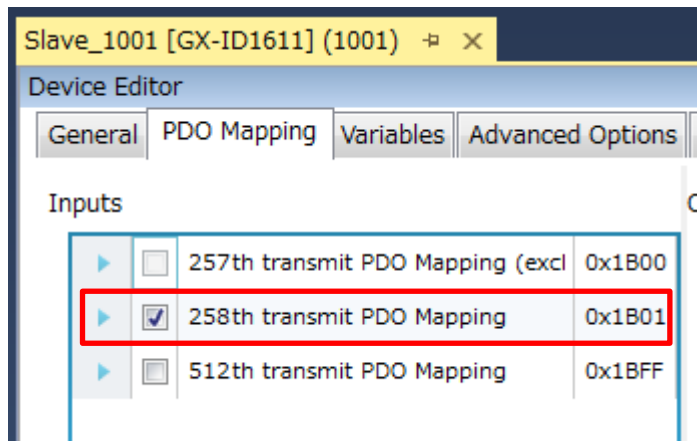 Slave_1001 [GX-ID1611] (1001)
Device Editor
General PDO Mapping Variables Advanced Options
Inputs
257th transmit PDO Mapping (excl 0x1B00
258th transmit PDO Mapping 0x1B01
512th transmit PDO Mapping 0x1BFF